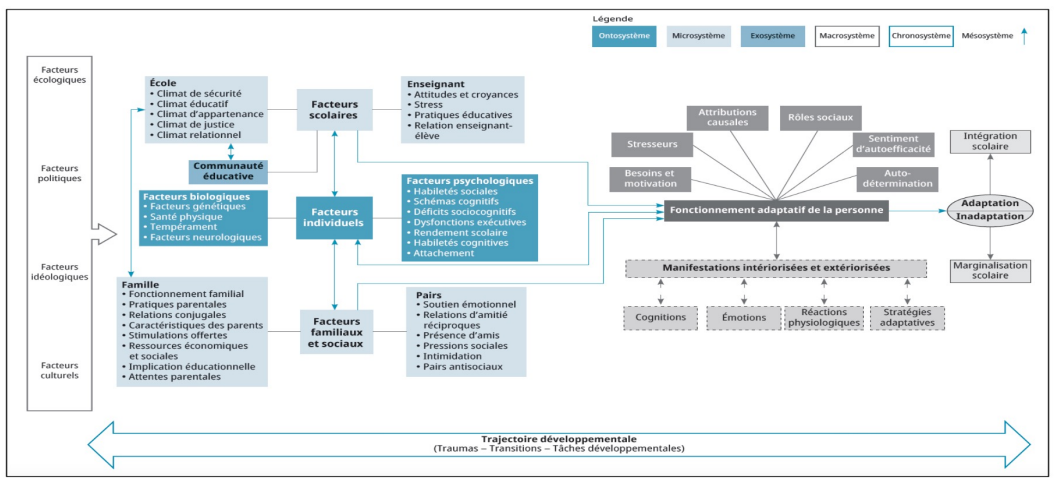 Légende
Ontosystème
Microsystème
Exosystème
Macrosystème
Chronosystème
Mésosystème
Facteurs
écologiques
Facteurs
politiques
Facteurs
idéologiques
Facteurs
culturels
École
• Climat de sécurité
• Climat éducatif
• Climat d'appartenance
• Climat de justice
• Climat relationnel
Facteurs
scolaires
Enseignant
• Attitudes et croyances
• Stress
• Pratiques éducatives
• Relation enseignant-
élève
Communauté
éducative
Facteurs biologiques
• Facteurs génétiques
• Santé physique
• Tempérament
• Facteurs neurologiques
Facteurs
individuels
Facteurs psychologiques
• Habiletés sociales
• Schémas cognitifs
• Déficits sociocognitifs
• Dysfonctions exécutives
• Rendement scolaire
• Habiletés cognitives
• Attachement
Famille
• Fonctionnement familial
• Pratiques parentales
• Relations conjugales
• Caractéristiques des parents
• Stimulations offertes
• Ressources économiques
et sociales
• Implication éducationnelle
• Attentes parentales
Facteurs
familiaux
et sociaux
Pairs
• Soutien émotionnel
• Relations d'amitié
réciproques
• Présence d'amis
• Pressions sociales
• Intimidation
• Pairs antisociaux
Besoins et
motivation
Stresseurs
Attributions
causales
Rôles sociaux
Sentiment
d'autoefficacité
Auto-
détermination
Fonctionnement adaptatif de la personne
Intégration
scolaire
Adaptation
Inadaptation
Marginalisation
scolaire
Manifestations intériorisées et extériorisées
Cognitions
Émotions
Réactions
physiologiques
Stratégies
adaptatives
Trajectoire développementale
(Traumas – Transitions – Tâches développementales)